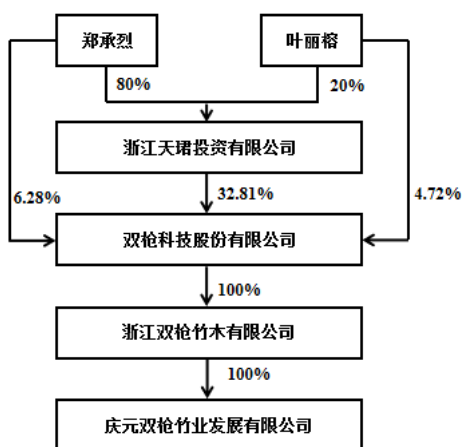 郑承烈
叶丽榕
80%
20%
浙江天珺投资有限公司
6.28%
32.81%
4.72%
双枪科技股份有限公司
100%
浙江双枪竹木有限公司
100%
庆元双枪竹业发展有限公司